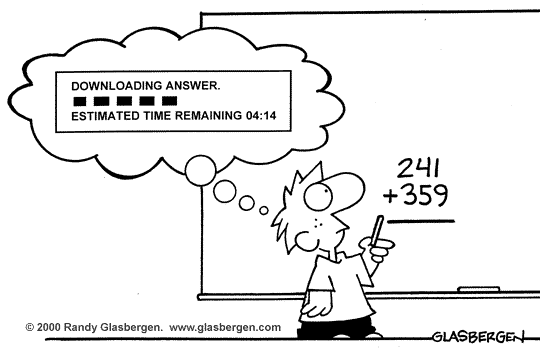 DOWNLOADING ANSWER.
ESTIMATED TIME REMAINING 04:14
241
+359
© 2000 Randy Glasbergen. www.glasbergen.com
GLASBERGEN